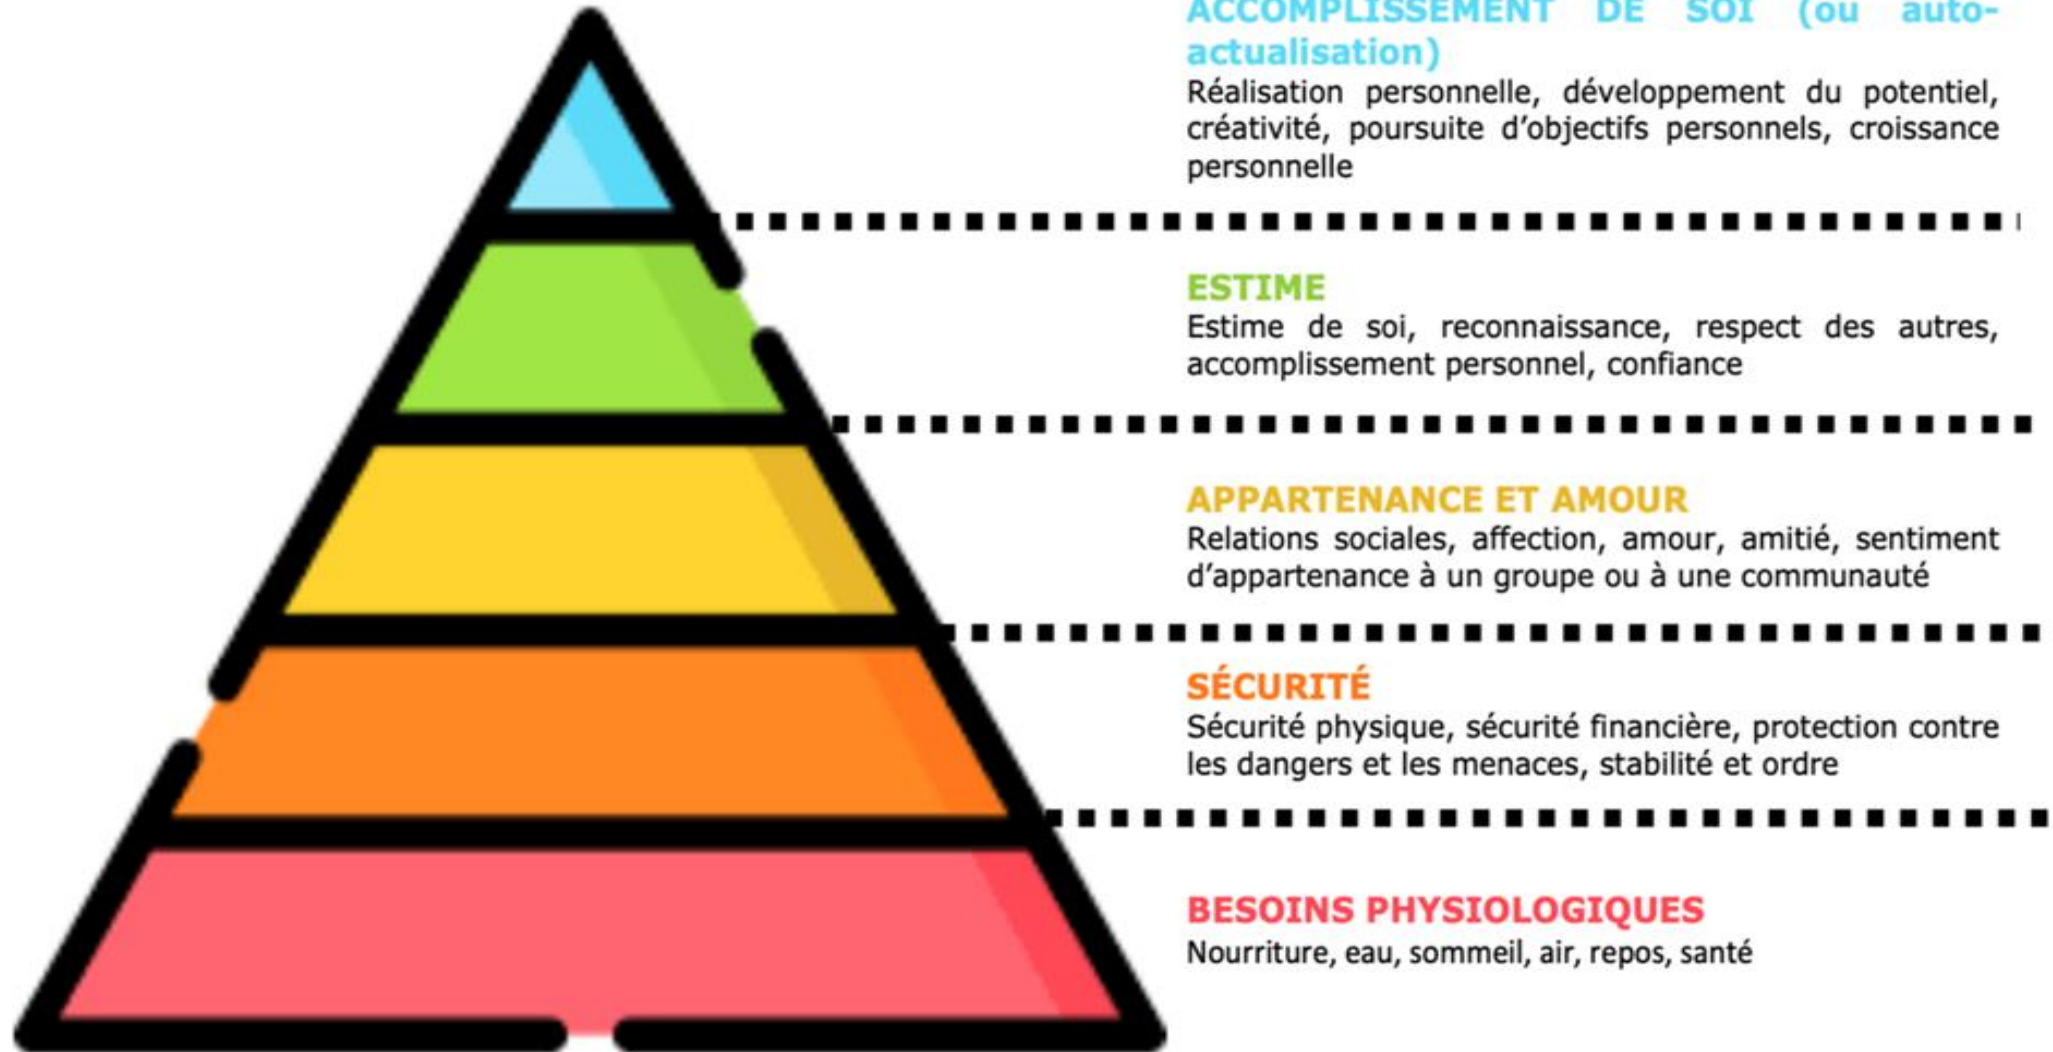 ACCOMPLISSEMENT DE SOI (ou auto-
actualisation)
Réalisation personnelle, développement du potentiel,
créativité, poursuite d’objectifs personnels, croissance
personnelle
ESTIME
Estime de soi, reconnaissance, respect des autres,
accomplissement personnel, confiance
APPARTENANCE ET AMOUR
Relations sociales, affection, amour, amitié, sentiment
d’appartenance à un groupe ou à une communauté
SÉCURITÉ
Sécurité physique, sécurité financière, protection contre
les dangers et les menaces, stabilité et ordre
BESOINS PHYSIOLOGIQUES
Nourriture, eau, sommeil, air, repos, santé